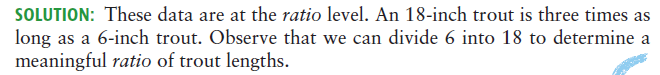 SOLUTION: These data are at the ratio level. An 18-inch trout is three times as
long as a 6-inch trout. Observe that we can divide 6 into 18 to determine a
meaningful ratio of trout lengths.